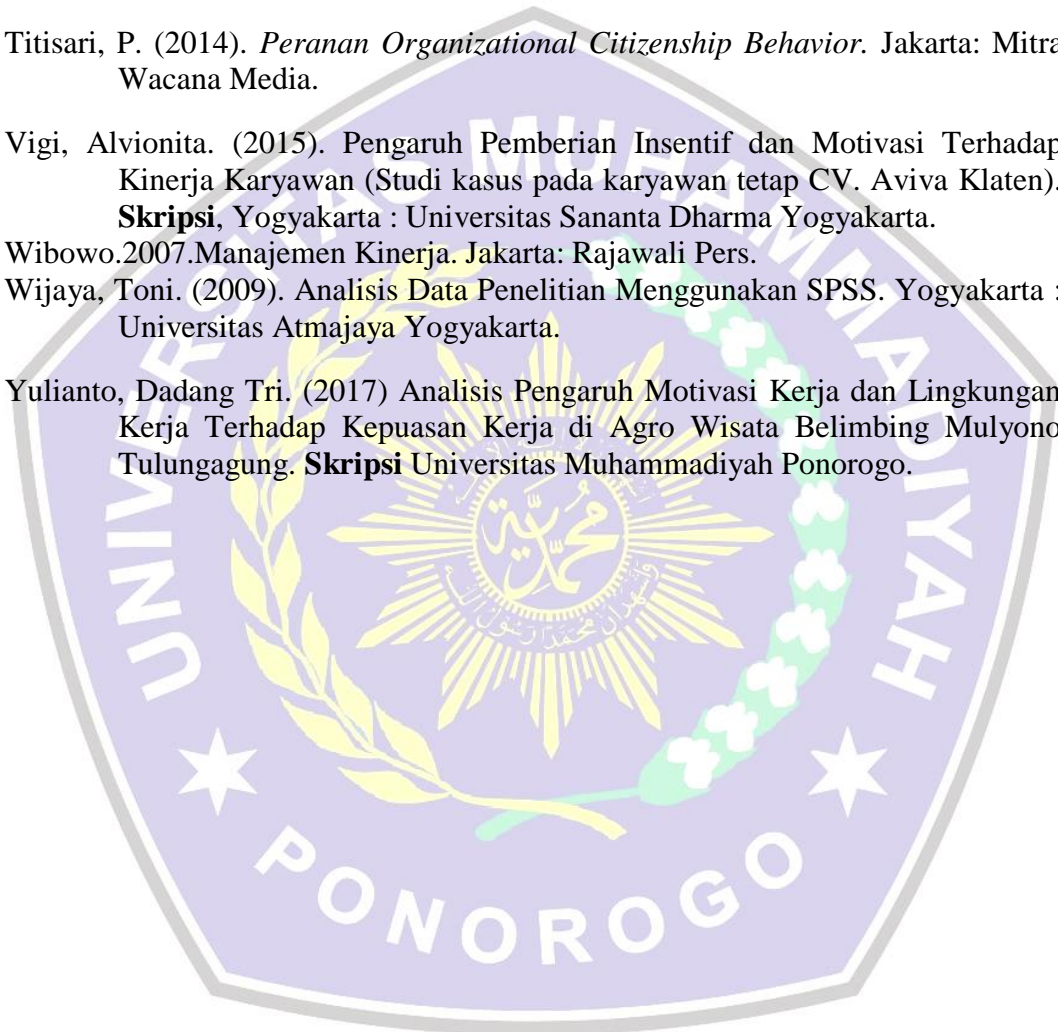 Titisari, P. (2014). Peranan Organizational Citizenship Behavior. Jakarta: Mitra
Wacana Media.
Vigi, Alvionita. (2015). Pengaruh Pemberian Insentif dan Motivasi Terhadap
Kinerja Karyawan (Studi kasus pada karyawan tetap CV. Aviva Klaten).
Skripsi, Yogyakarta : Universitas Sananta Dharma Yogyakarta.
Wibowo.2007.Manajemen Kinerja. Jakarta: Rajawali Pers.
Wijaya, Toni. (2009). Analisis Data Penelitian Menggunakan SPSS. Yogyakarta :
Universitas Atmajaya Yogyakarta.
Yulianto, Dadang Tri. (2017) Analisis Pengaruh Motivasi Kerja dan Lingkungan
Kerja Terhadap Kepuasan Kerja di Agro Wisata Belimbing Mulyono
Tulungagung. Skripsi Universitas Muhammadiyah Ponorogo.
UNIVERSITAS MUHAMMADIYAH
PONOROGO
محمدية